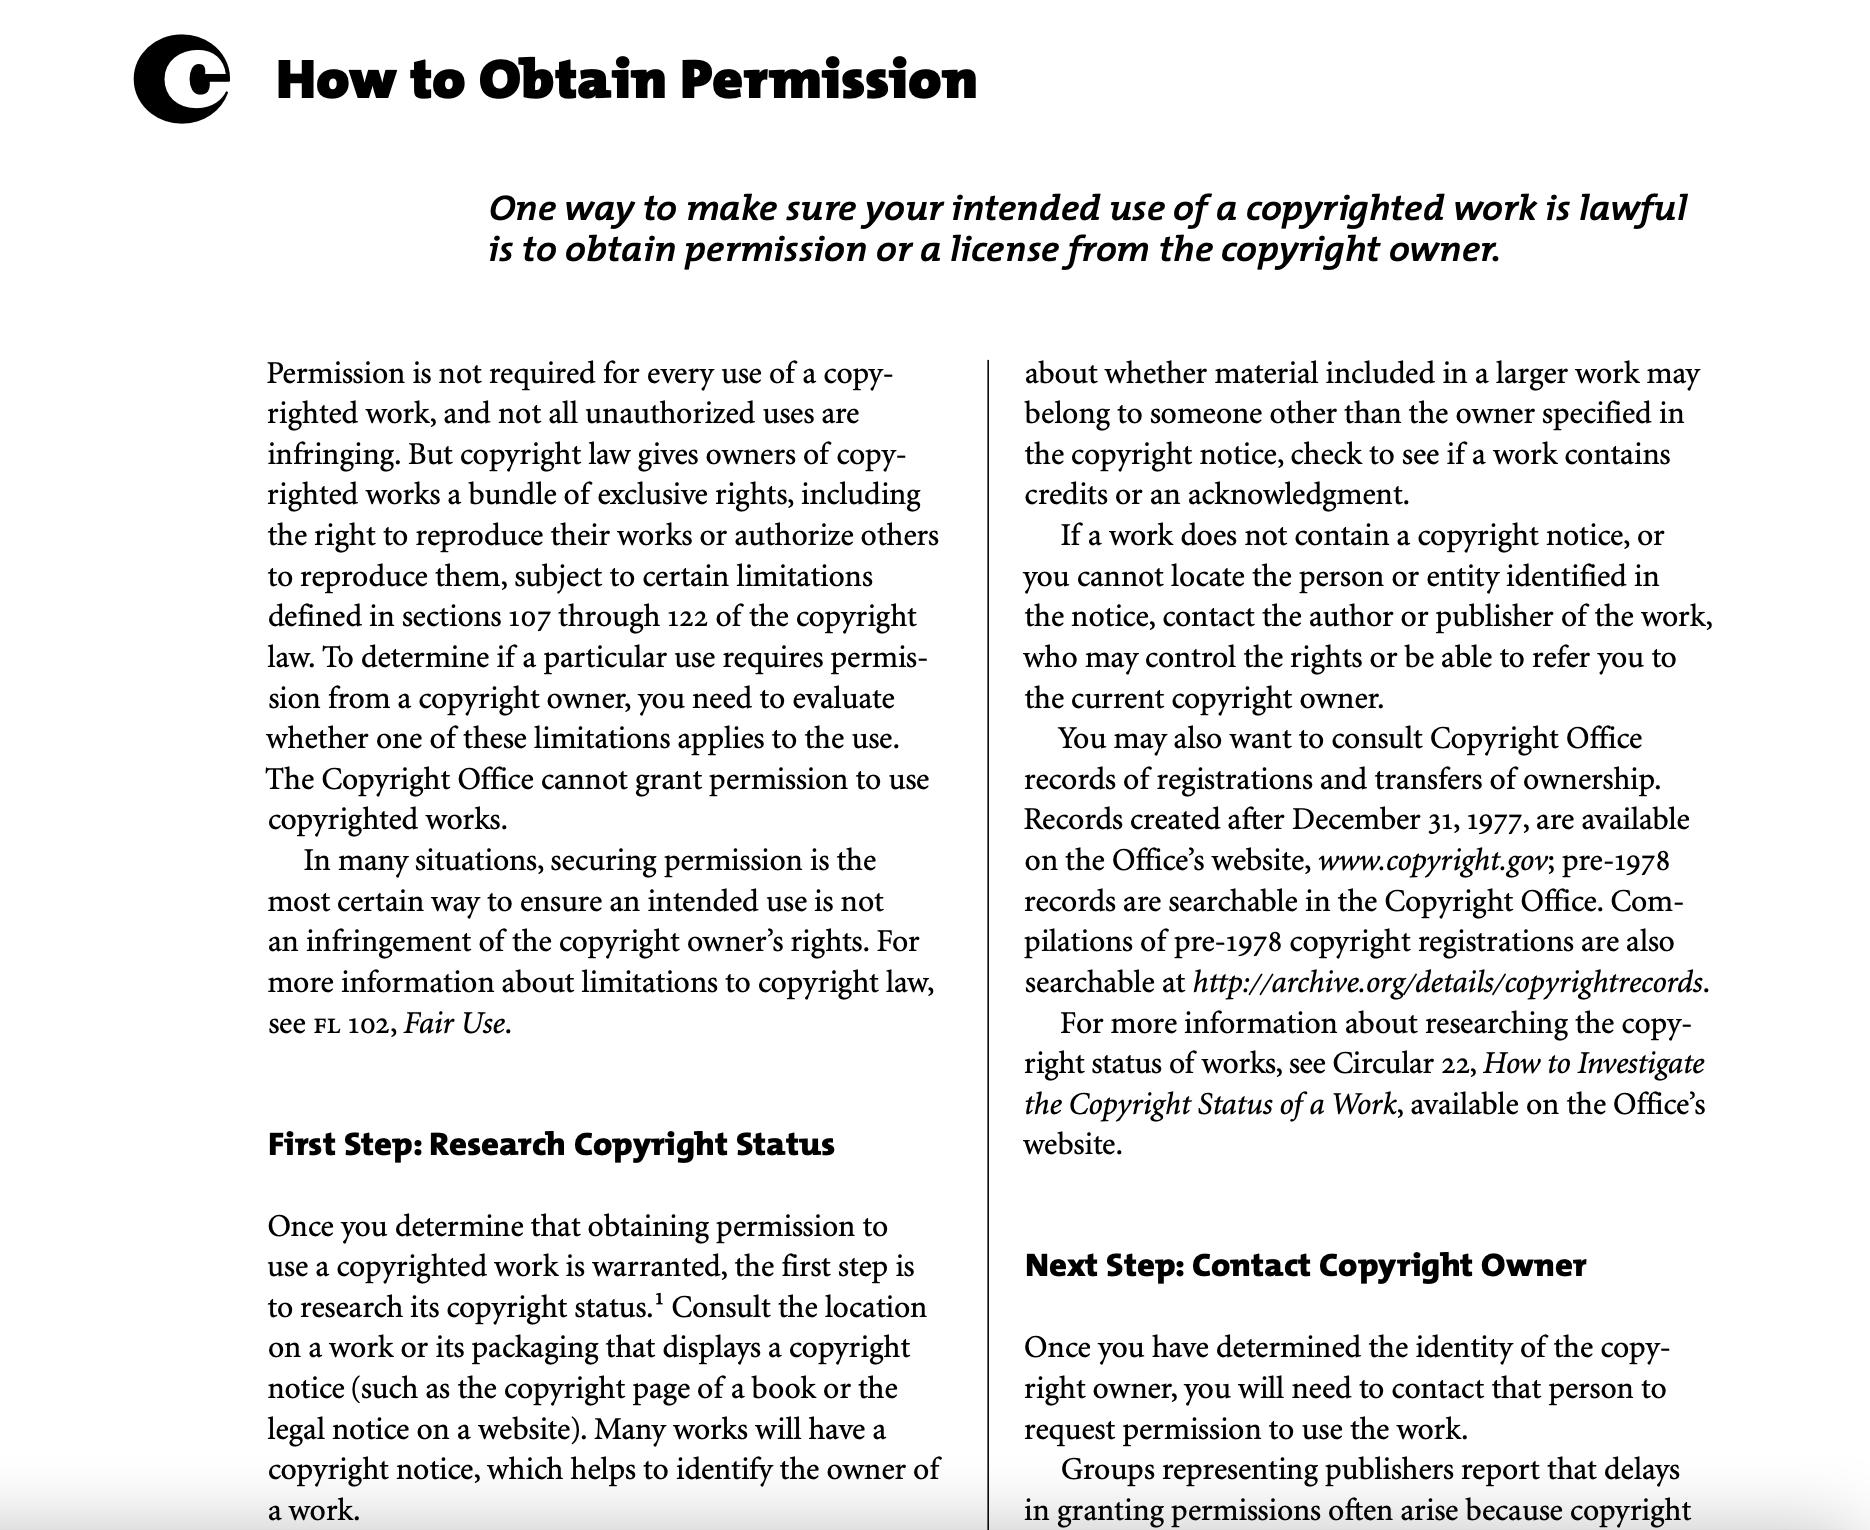 How to Obtain Permission
One way to make sure your intended use of a copyrighted work is lawful
is to obtain permission or a license from the copyright owner.
Permission is not required for every use of a copy-
righted work, and not all unauthorized uses are
infringing. But copyright law gives owners of copy-
righted works a bundle of exclusive rights, including
the right to reproduce their works or authorize others
to reproduce them, subject to certain limitations
defined in sections 107 through 122 of the copyright
law. To determine if a particular use requires permis-
sion from a copyright owner, you need to evaluate
whether one of these limitations applies to the use.
The Copyright Office cannot grant permission to use
copyrighted works.
In many situations, securing permission is the
most certain way to ensure an intended use is not
an infringement of the copyright owner’s rights. For
more information about limitations to copyright law,
see FL 102, Fair Use.
First Step: Research Copyright Status
Once you determine that obtaining permission to
use a copyrighted work is warranted, the first step is
to research its copyright status.¹ Consult the location
on a work or its packaging that displays a copyright
notice (such as the copyright page of a book or the
legal notice on a website). Many works will have a
copyright notice, which helps to identify the owner of
a work.
about whether material included in a larger work may
belong to someone other than the owner specified in
the copyright notice, check to see if a work contains
credits or an acknowledgment.
If a work does not contain a copyright notice, or
you cannot locate the person or entity identified in
the notice, contact the author or publisher of the work,
who may control the rights or be able to refer you to
the current copyright owner.
You may also want to consult Copyright Office
records of registrations and transfers of ownership.
Records created after December 31, 1977, are available
on the Office’s website, www.copyright.gov; pre-1978
records are searchable in the Copyright Office. Com-
pilations of pre-1978 copyright registrations are also
searchable at http://archive.org/details/copyrightrecords.
For more information about researching the copy-
right status of works, see Circular 22, How to Investigate
the Copyright Status of a Work, available on the Office’s
website.
Next Step: Contact Copyright Owner
Once you have determined the identity of the copy-
right owner, you will need to contact that person to
request permission to use the work.
Groups representing publishers report that delays
in granting permissions often arise because copyright